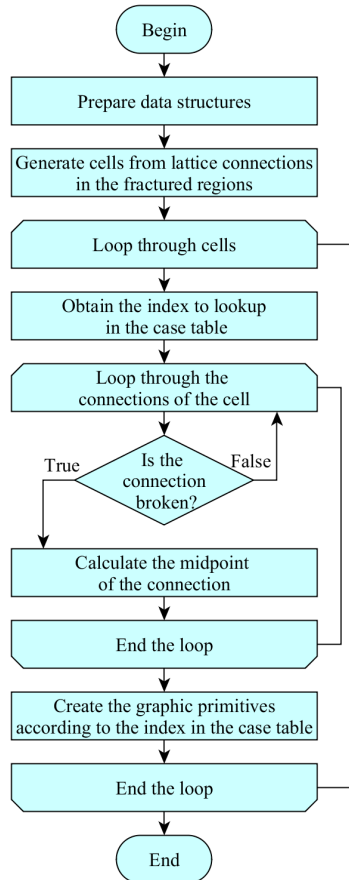 Begin
Prepare data structures
Generate cells from lattice connections
in the fractured regions
Loop through cells
Obtain the index to lookup
in the case table
Loop through the
connections of the cell
Is the
connection
broken?
True
False
Calculate the midpoint
of the connection
End the loop
Create the graphic primitives
according to the index in the case table
End the loop
End